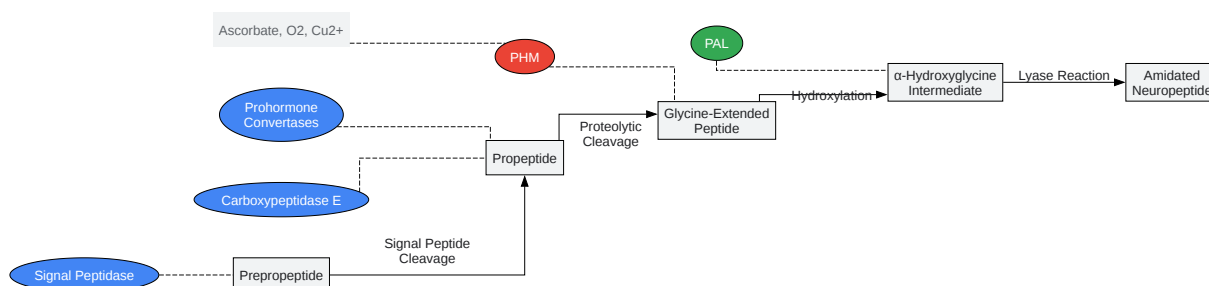 Ascorbate, O2, Cu2+
PHM
PAL
α-Hydroxyglycine
Intermediate
Lyase Reaction
Amidated
Neuropeptide
Hydroxylation
Prohormone
Convertases
Glycine-Extended
Peptide
Proteolytic
Cleavage
Propeptide
Carboxypeptidase E
Signal Peptide
Cleavage
Signal Peptidase
Prepropeptide